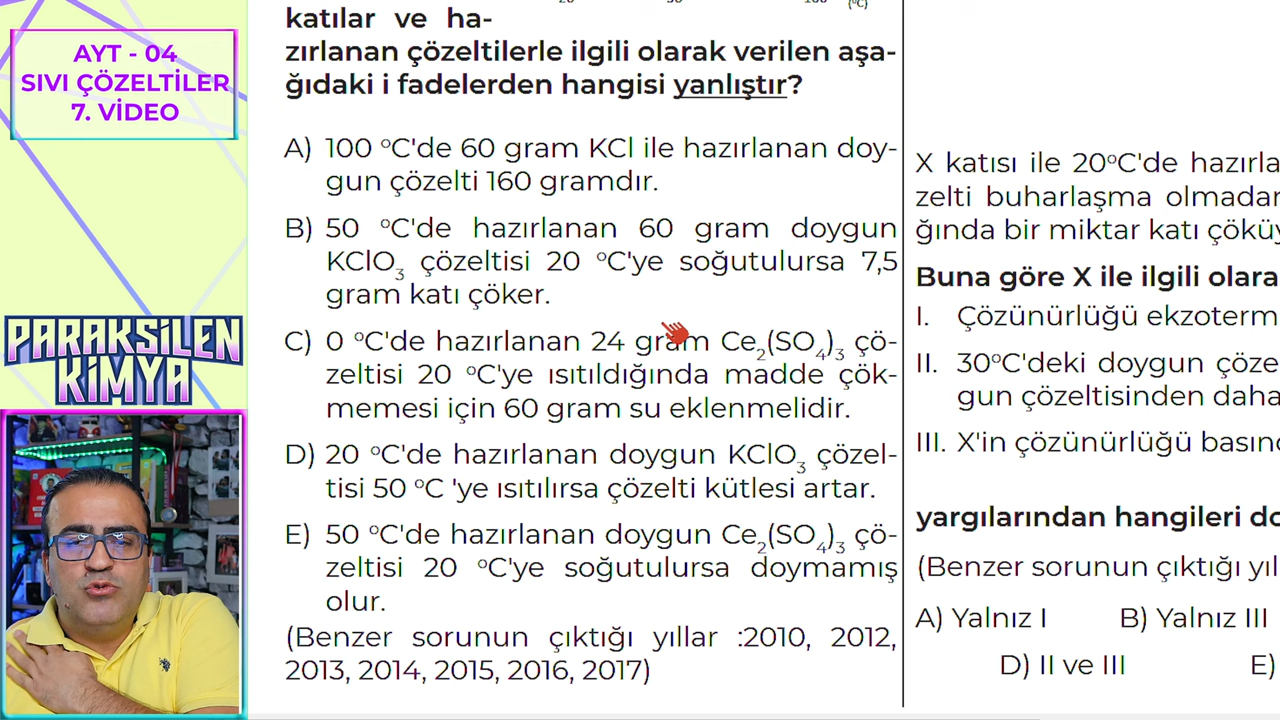 AYT - 04
SIVI ÇÖZELTİLER
7. VİDEO
PARAKSİLEN
KİMYA
(°C)
katılar ve ha-
zırlanan çözeltilerle ilgili olarak verilen aşa-
ğıdaki i fadelerden hangisi yanlıştır?
A) 100 °C'de 60 gram KCl ile hazırlanan doy-
gun çözelti 160 gramdır.
B) 50 °C'de hazırlanan 60 gram doygun
KClO3 çözeltisi 20 °C'ye soğutulursa 7,5
gram katı çöker.
C) 0 °C'de hazırlanan 24 gram Ce2(SO4)3 çö-
zeltisi 20 °C'ye ısıtıldığında madde çök-
memesi için 60 gram su eklenmelidir.
D) 20 °C'de hazırlanan doygun KClO3 çözel-
tisi 50 °C 'ye ısıtılırsa çözelti kütlesi artar.
E) 50 °C'de hazırlanan doygun Ce2(SO4)3 çö-
zeltisi 20 °C'ye soğutulursa doymamış
olur.
(Benzer sorunun çıktığı yıllar :2010, 2012,
2013, 2014, 2015, 2016, 2017)
X katısı ile 20°C'de hazırla
zelti buharlaşma olmadan
ğında bir miktar katı çökü
Buna göre X ile ilgili olara
I. Çözünürlüğü ekzoterm
II. 30°C'deki doygun çöze
gun çözeltisinden daha
III. X'in çözünürlüğü basın
yargılarından hangileri do
(Benzer sorunun çıktığı yıl
A) Yalnız I B) Yalnız III
D) II ve III E)